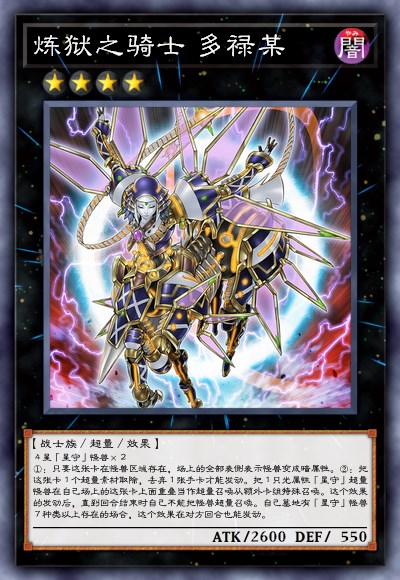 炼狱之骑士 多禄某
やみ
闇
【战士族/超量/效果】
4星「星守」怪兽×2
①：只要这张卡在怪兽区域存在，场上的全部表侧表示怪兽变成暗属性。②：把
这张卡1个超量素材取除，丢弃1张手卡才能发动。把1只光属性「星守」超量
怪兽在自己场上的这张卡上面重叠当作超量召唤从额外卡组特殊召唤。这个效果
的发动后，直到回合结束时自己不能把怪兽超量召唤。自己墓地有「星守」怪兽
7种类以上存在的场合，这个效果在对方回合也能发动。
ATK/2600 DEF/ 550